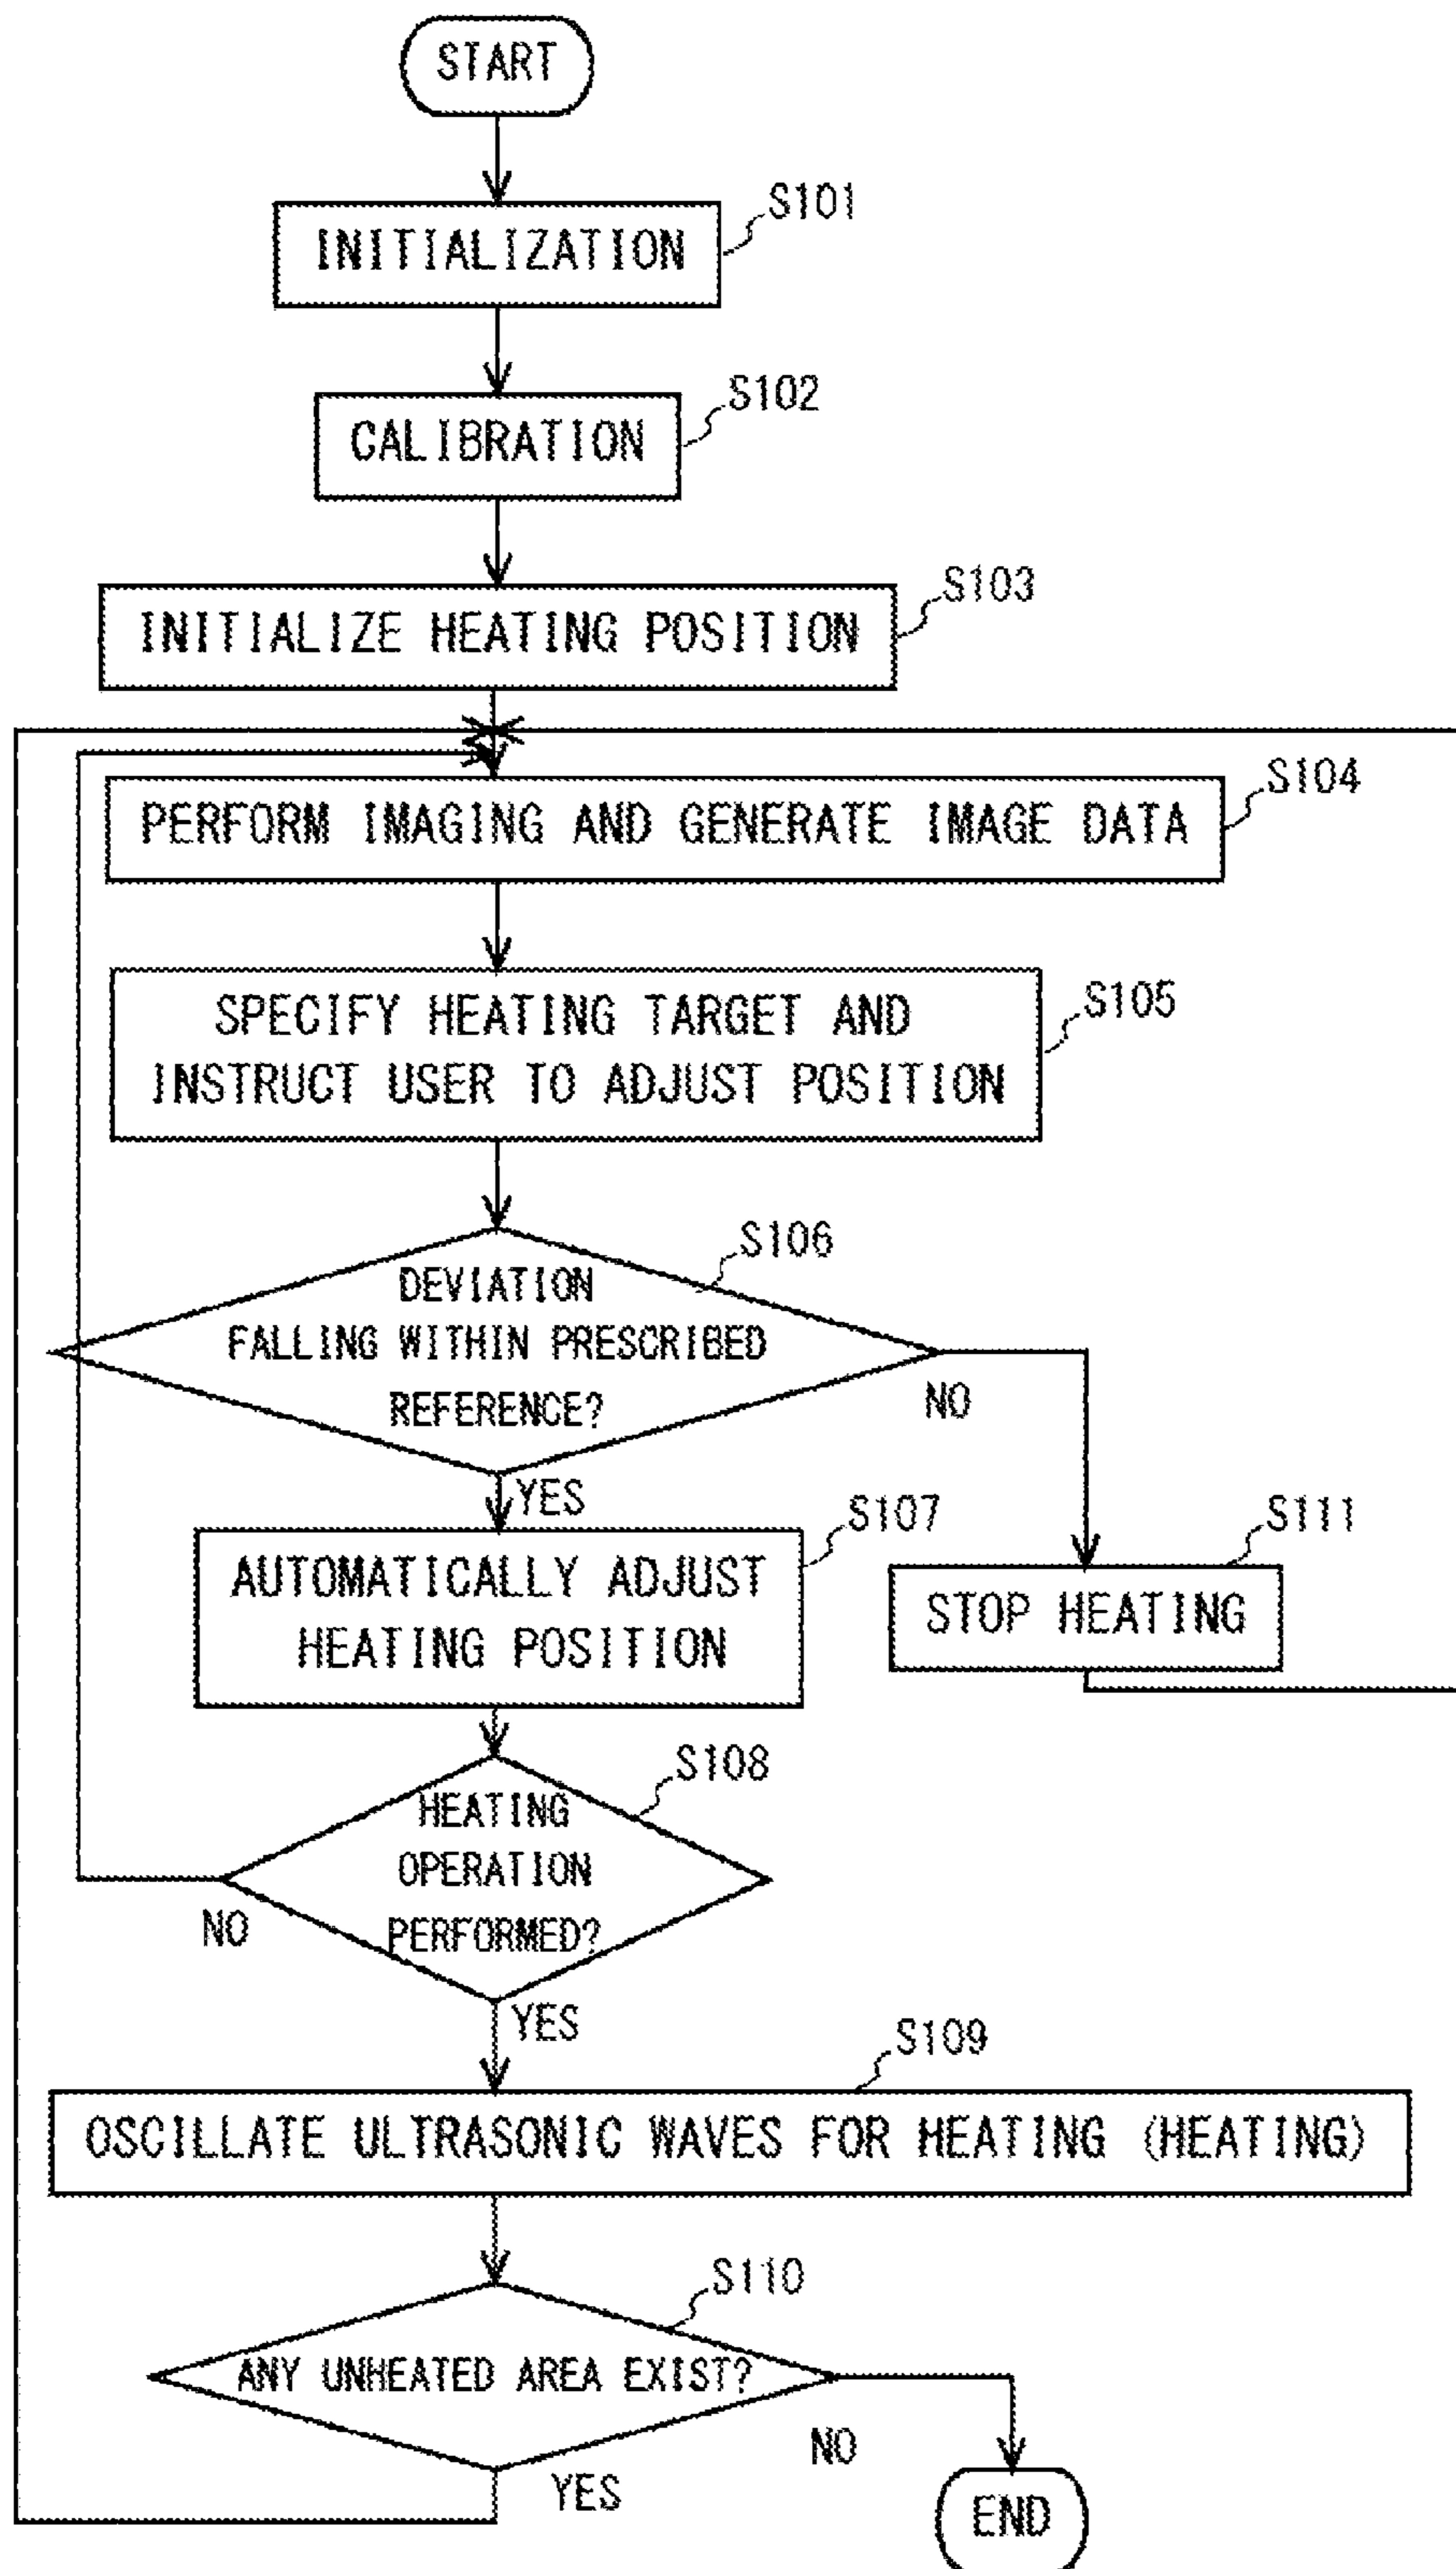 START
S101
INITIALIZATION
S102
CALIBRATION
S103
INITIALIZE HEATING POSITION
S104
PERFORM IMAGING AND GENERATE IMAGE DATA
S105
SPECIFY HEATING TARGET AND
INSTRUCT USER TO ADJUST POSITION
S106
DEVIATION
FALLING WITHIN PRESCRIBED
REFERENCE?
NO
YES
S107
S111
AUTOMATICALLY ADJUST
HEATING POSITION
STOP HEATING
S108
HEATING
OPERATION
PERFORMED?
NO
YES
S109
OSCILLATE ULTRASONIC WAVES FOR HEATING (HEATING)
S110
ANY UNHEATED AREA EXIST?
NO
YES
END